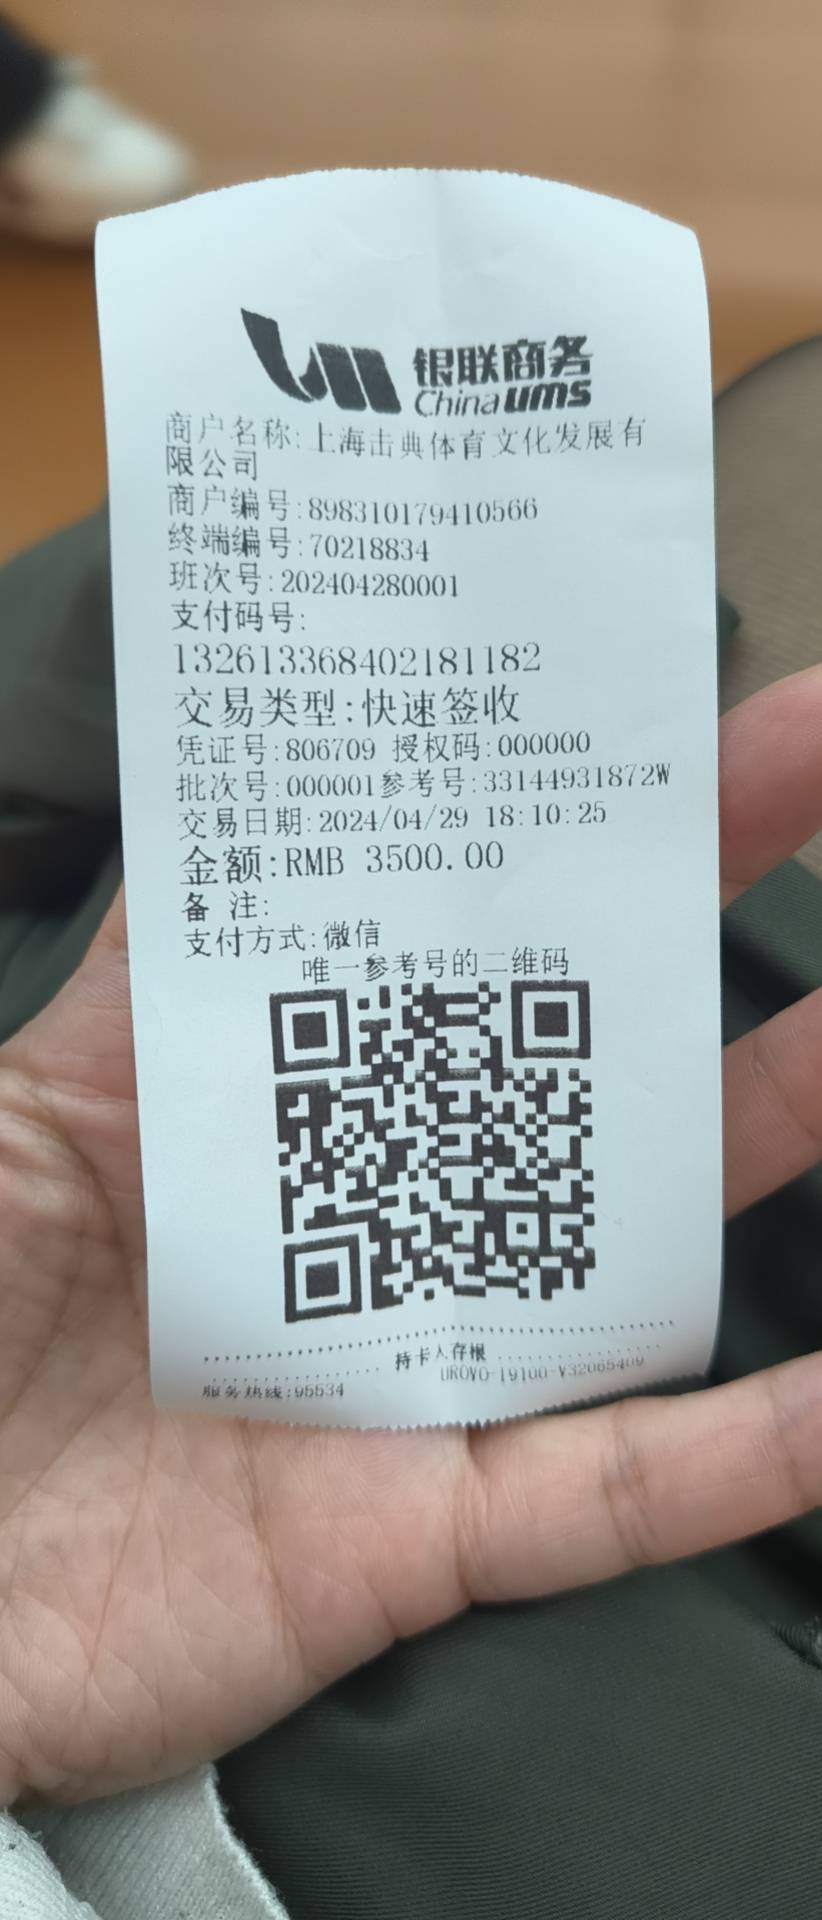 银联商务
Chinaums
商户名称:上海击典体育文化发展有
限公司
商户编号:898310179410566
终端编号:70218834
班次号:202404280001
支付码号:
132613368402181182
交易类型:快速签收
凭证号:806709 授权码:000000
批次号:000001参考号:33144931872W
交易日期:2024/04/29 18:10:25
金额:RMB 3500.00
备 注:
支付方式:微信
唯一参考号的二维码
持卡人存根
UROVO-I9100-V32065409
服务热线:95534